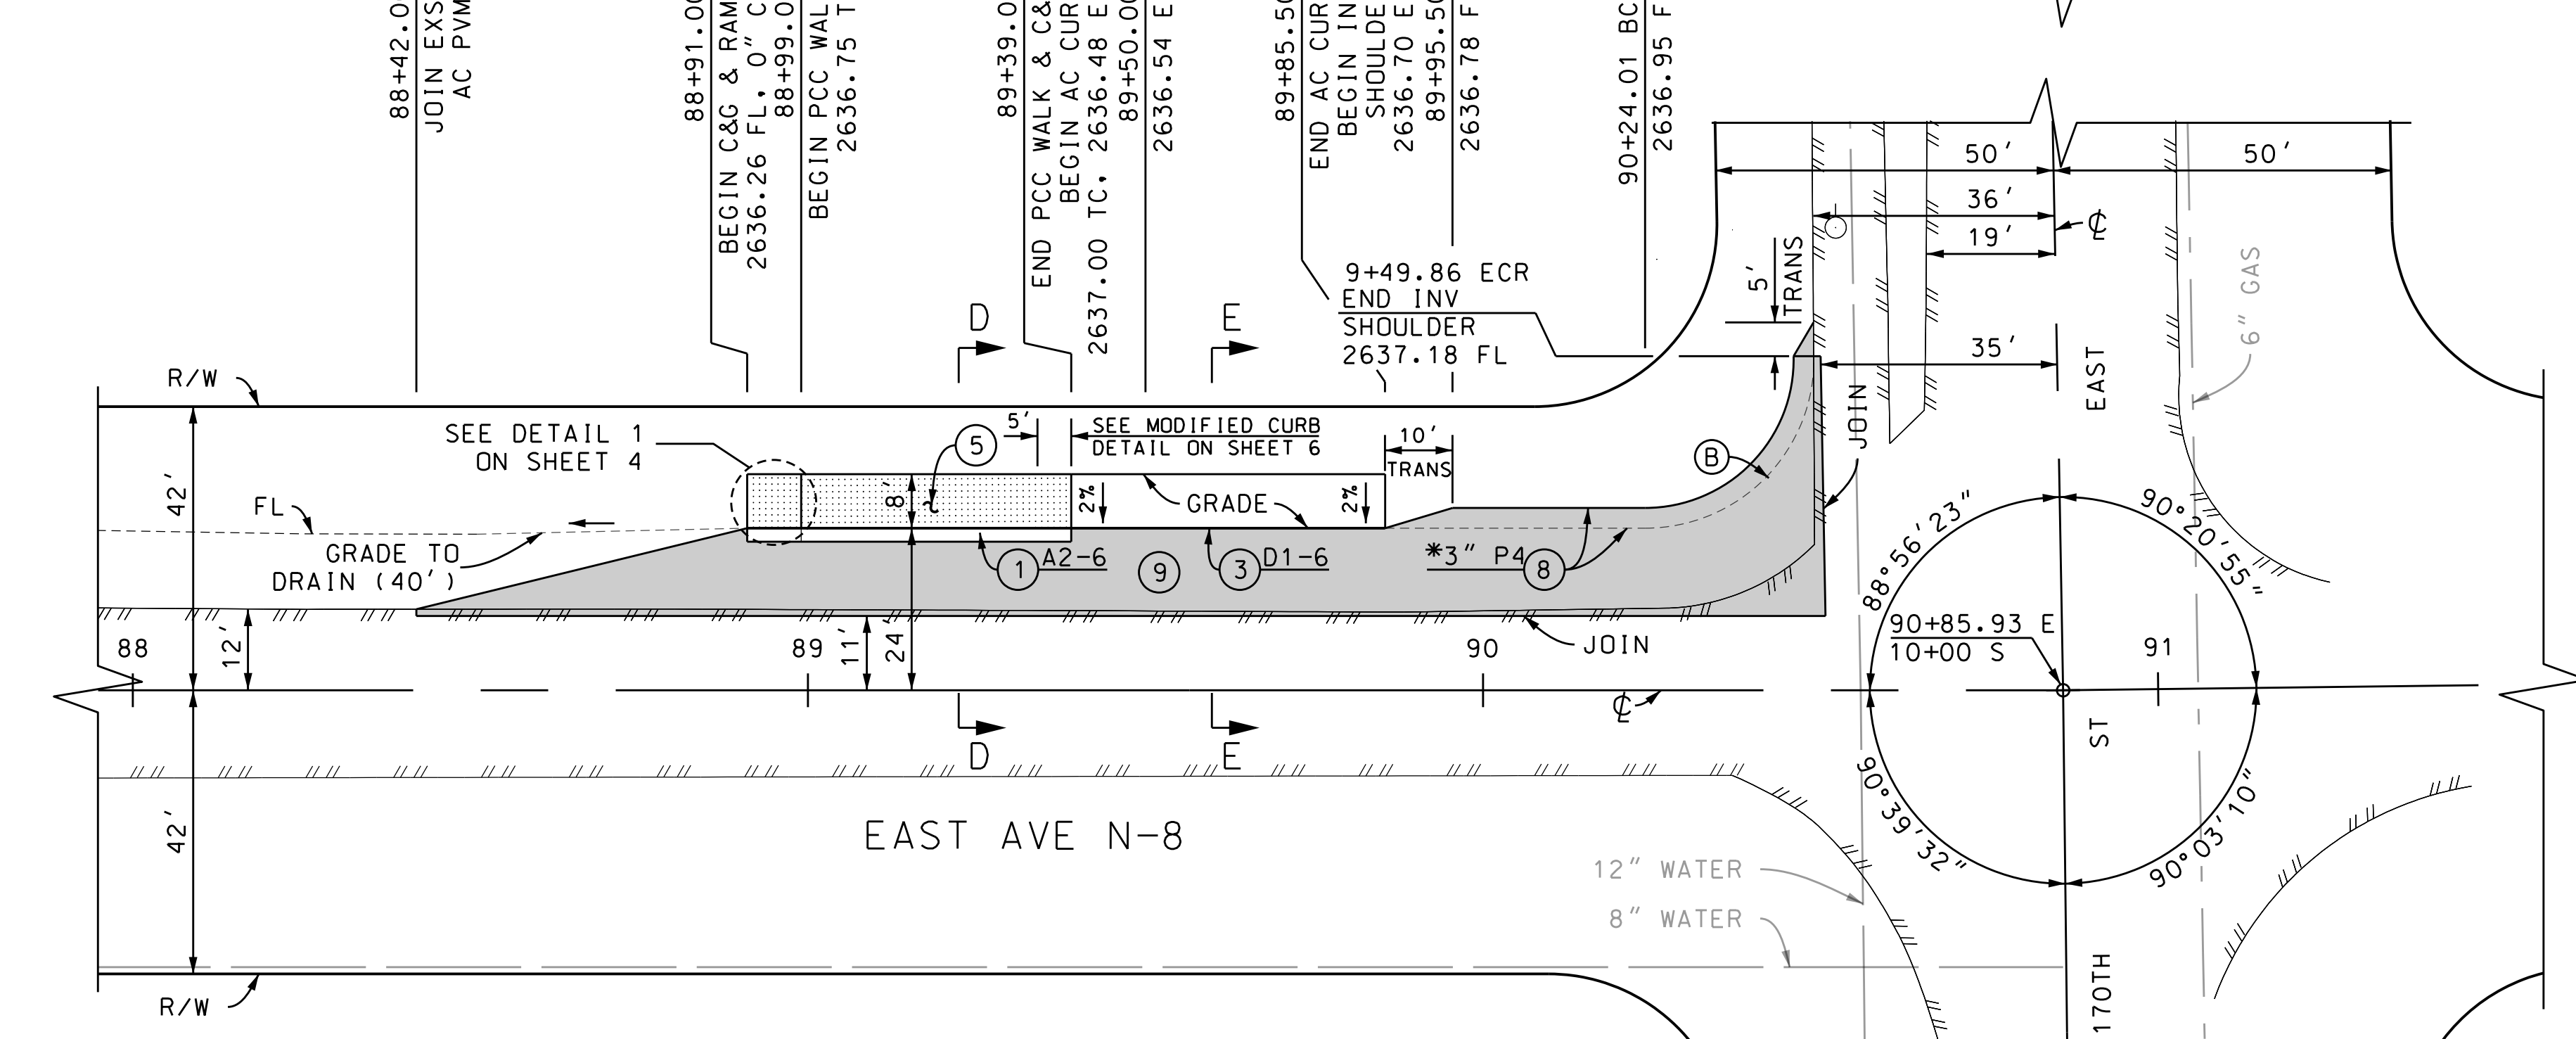 88+42.0
JOIN EXS
AC PVM
88+91.00
BEGIN C&G & RAM
2636.26 FL, 0" C
88+99.0
BEGIN PCC WAL
2636.75 T
89+39.0
END PCC WALK & C&
BEGIN AC CUR
2637.00 TC, 2636.48 E
89+50.00
2636.54 E
89+85.50
END AC CUR
BEGIN IN
SHOULDE
2636.70 E
89+95.50
2636.78 F
90+24.01 BC
2636.95 F
9+49.86 ECR
END INV
SHOULDER
2637.18 FL
50'
50'
36'
19'
℄
5'
TRANS
35'
EAST
6" GAS
D
E
R/W
SEE DETAIL 1
ON SHEET 4
5
5'
SEE MODIFIED CURB
DETAIL ON SHEET 6
10'
TRANS
B
JOIN
42'
FL
8'
2%
GRADE
2%
GRADE TO
DRAIN (40')
1 A2-6
9
3 D1-6
*3" P4 8
88°56'23"
90°20'55"
88
12'
89
11'
24'
90
JOIN
90+85.93 E
10+00 S
91
℄
D
E
ST
42'
EAST AVE N-8
90°39'32"
90°03'10"
12" WATER
8" WATER
R/W
170TH